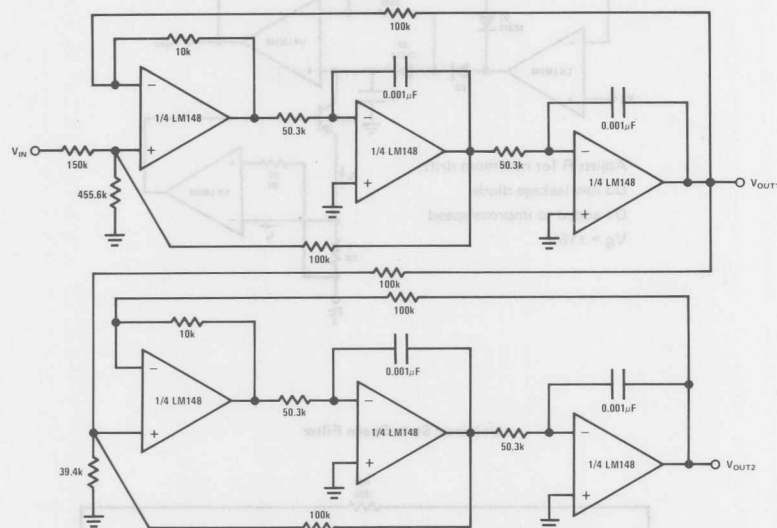 100k
10k
1/4 LM148
50.3k
0.001µF
1/4 LM148
50.3k
0.001µF
1/4 LM148
VIN
150k
455.6k
100k
VOUT1
100k
100k
10k
1/4 LM148
50.3k
0.001µF
1/4 LM148
50.3k
0.001µF
1/4 LM148
39.4k
100k
VOUT2